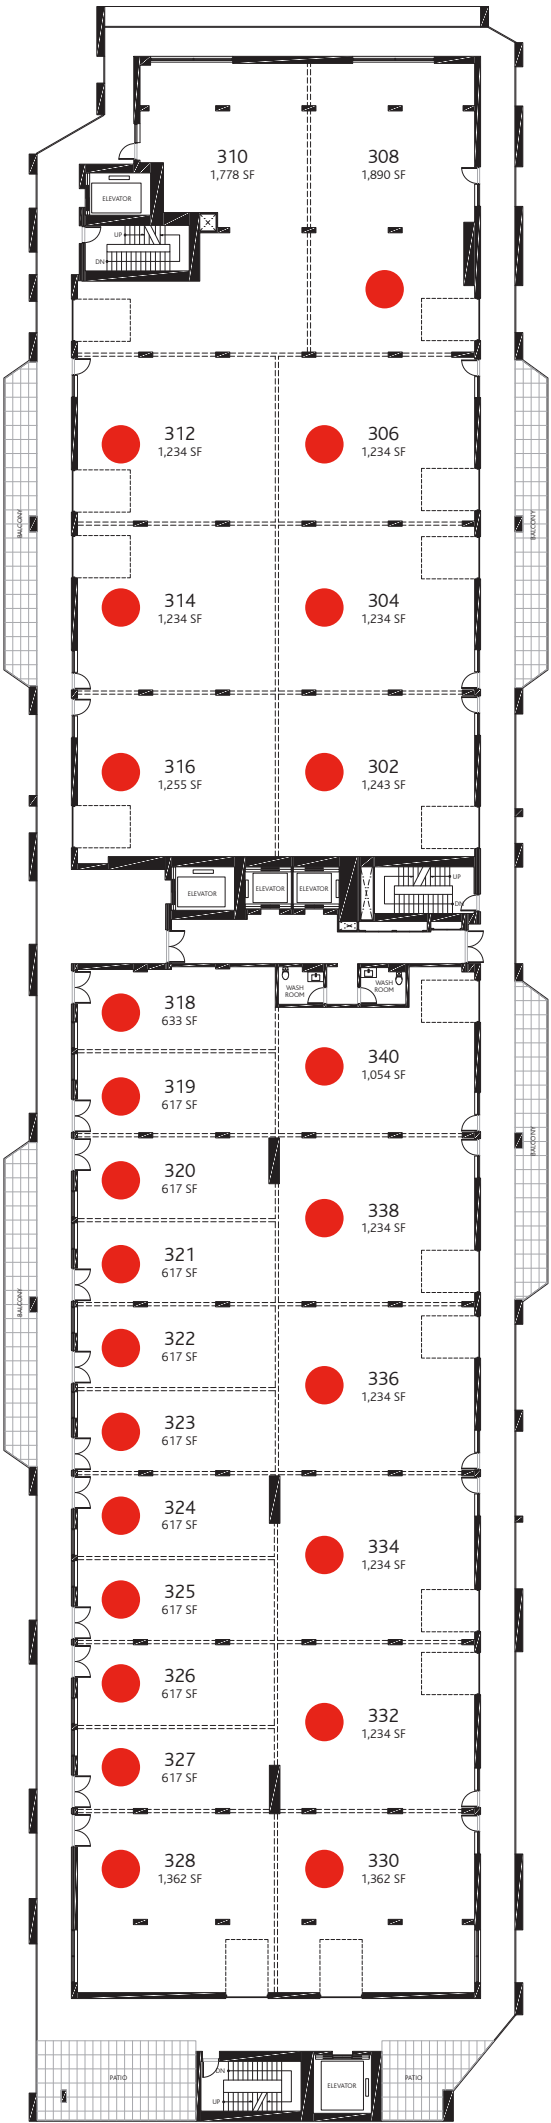 310
1,778 SF
308
1,890 SF
ELEVATOR
UP
DN
312
1,234 SF
306
1,234 SF
BALCONY
BALCONY
314
1,234 SF
304
1,234 SF
316
1,255 SF
302
1,243 SF
ELEVATOR
ELEVATOR
ELEVATOR
UP
DN
WASH
ROOM
WASH
ROOM
318
633 SF
340
1,054 SF
319
617 SF
BALCONY
320
617 SF
338
1,234 SF
321
617 SF
BALCONY
322
617 SF
336
1,234 SF
323
617 SF
324
617 SF
334
1,234 SF
325
617 SF
326
617 SF
332
1,234 SF
327
617 SF
328
1,362 SF
330
1,362 SF
PATIO
DN
UP
ELEVATOR
PATIO